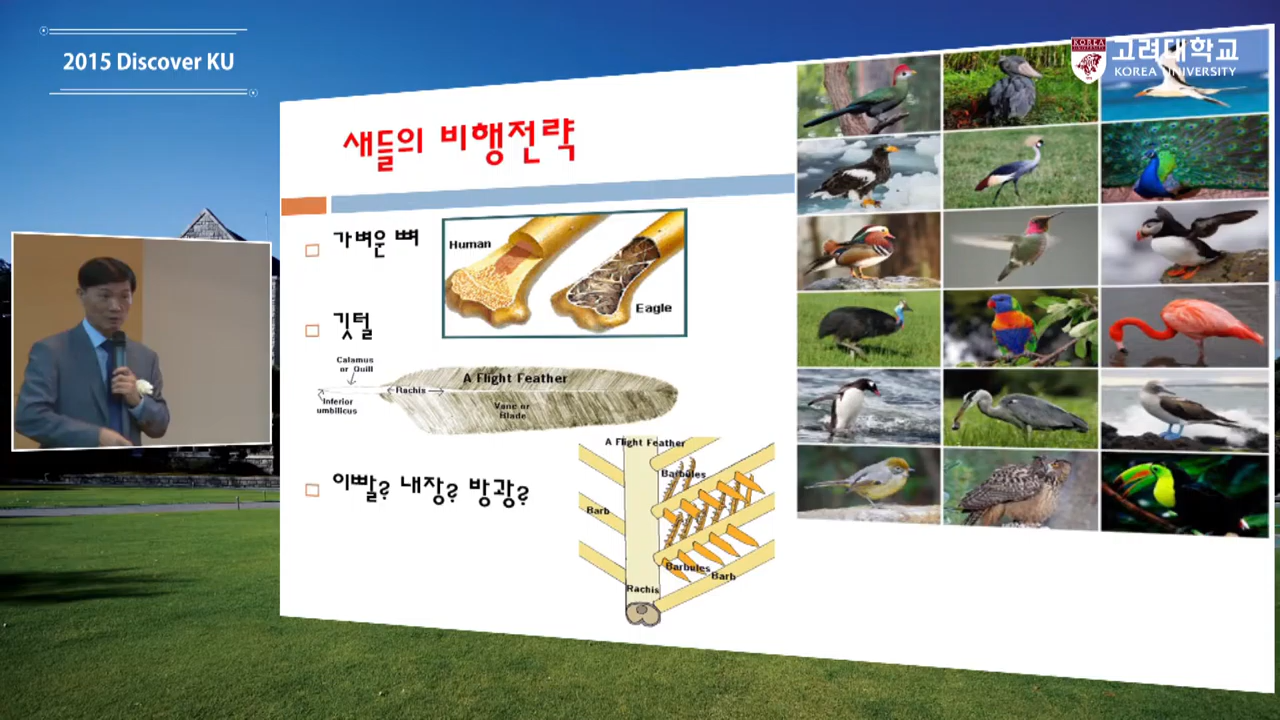 2015 Discover KU
KOREA
고려대학교
KOREA UNIVERSITY
새들의 비행전략
가벼운 뼈
Human
Eagle
깃털
Calamus
or Quill
Rachis
A Flight Feather
Inferior
umbilicus
Vane or
Blade
이빨? 내장? 방광?
A Flight Feather
Barbules
Barb
Barbules
Barb
Rachis